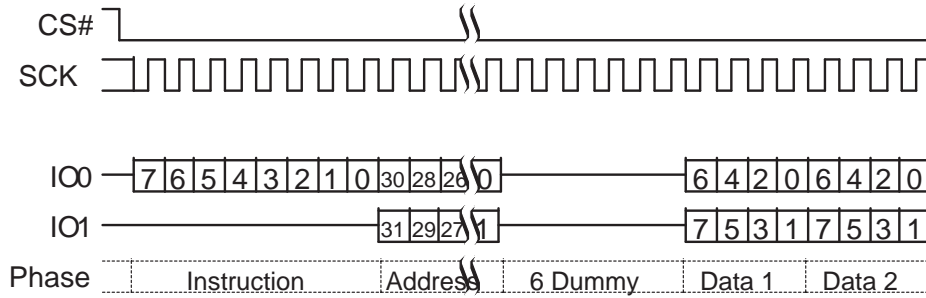 CS#
SCK
IO0 7 6 5 4 3 2 1 0 30 28 26 0 6 4 2 0 6 4 2 0
IO1 31 29 27 1 7 5 3 1 7 5 3 1
Phase Instruction Address 6 Dummy Data 1 Data 2